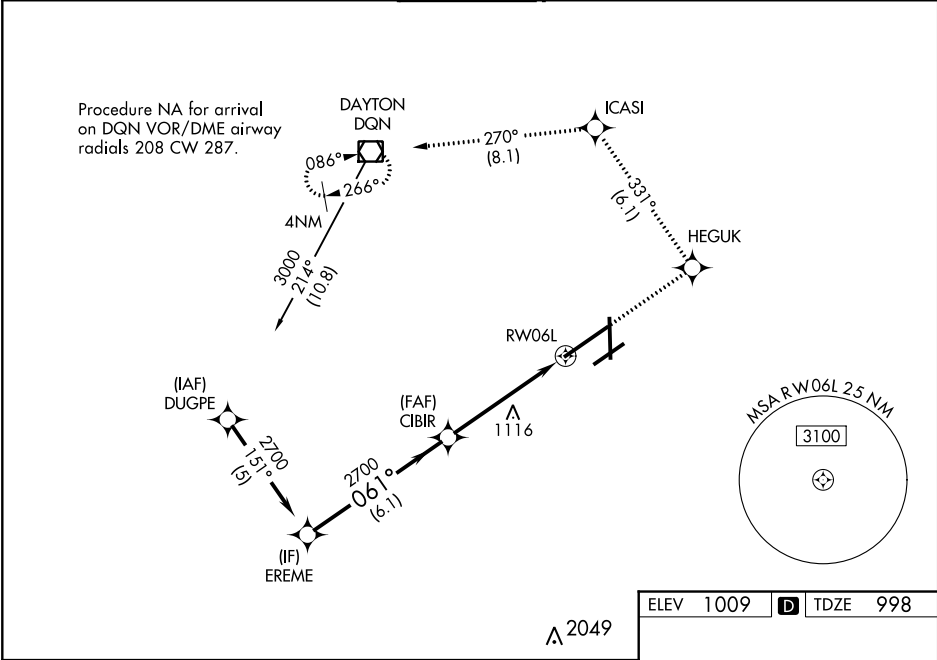 Procedure NA for arrival
on DQN VOR/DME airway
radials 208 CW 287.
DAYTON
DQN
ICASI
270°
(8.1)
086°
266°
4NM
331°
(6.1)
3000
214°
(10.8)
HEGUK
RW06L
(IAF)
DUGPE
(FAF)
CIBIR
1116
2700
151°
(5)
2700
061°
(6.1)
(IF)
EREME
MSA RW06L 25 NM
3100
2049
ELEV 1009 D TDZE 998